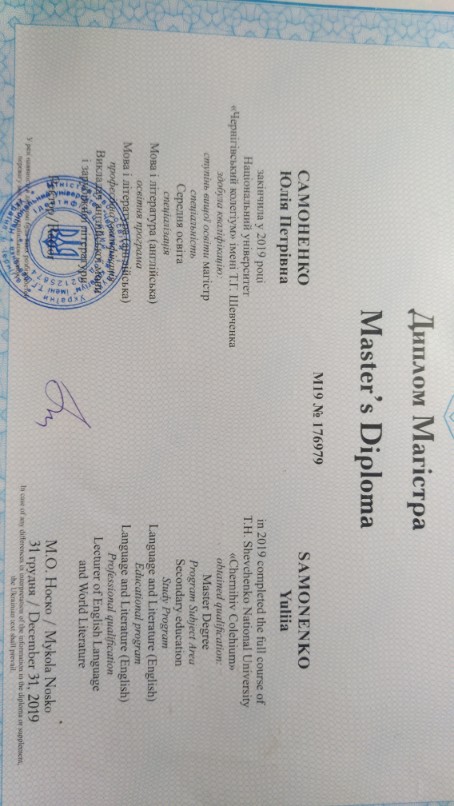 Диплом Магістра
Master's Diploma
М19 № 176979
САМОНЕНКО
Юлія Петрівна
закінчила у 2019 році
Національний університет
«Чернігівський колегіум» імені Т.Г. Шевченка
здобула кваліфікацію:
ступінь вищої освіти магістр
спеціальність
Середня освіта
спеціалізація
Мова і література (англійська)
освітня програма
Мова і література (англійська)
професійна кваліфікація
Викладач англійської мови
і зарубіжної літератури
Ректор / Rector
SAMONENKO
Yuliia
in 2019 completed the full course of
T.H. Shevchenko National University
«Chernihiv Colehium»
obtained qualification:
Master Degree
Program Subject Area
Secondary education
Study Program
Language and Literature (English)
Educational program
Language and Literature (English)
Professional qualification
Lecturer of English Language
and World Literature
М.О. Носко / Mykola Nosko
31 грудня / December 31, 2019
In case of any differences in interpretation of the information in the diploma or supplement,
the Ukrainian text shall prevail.